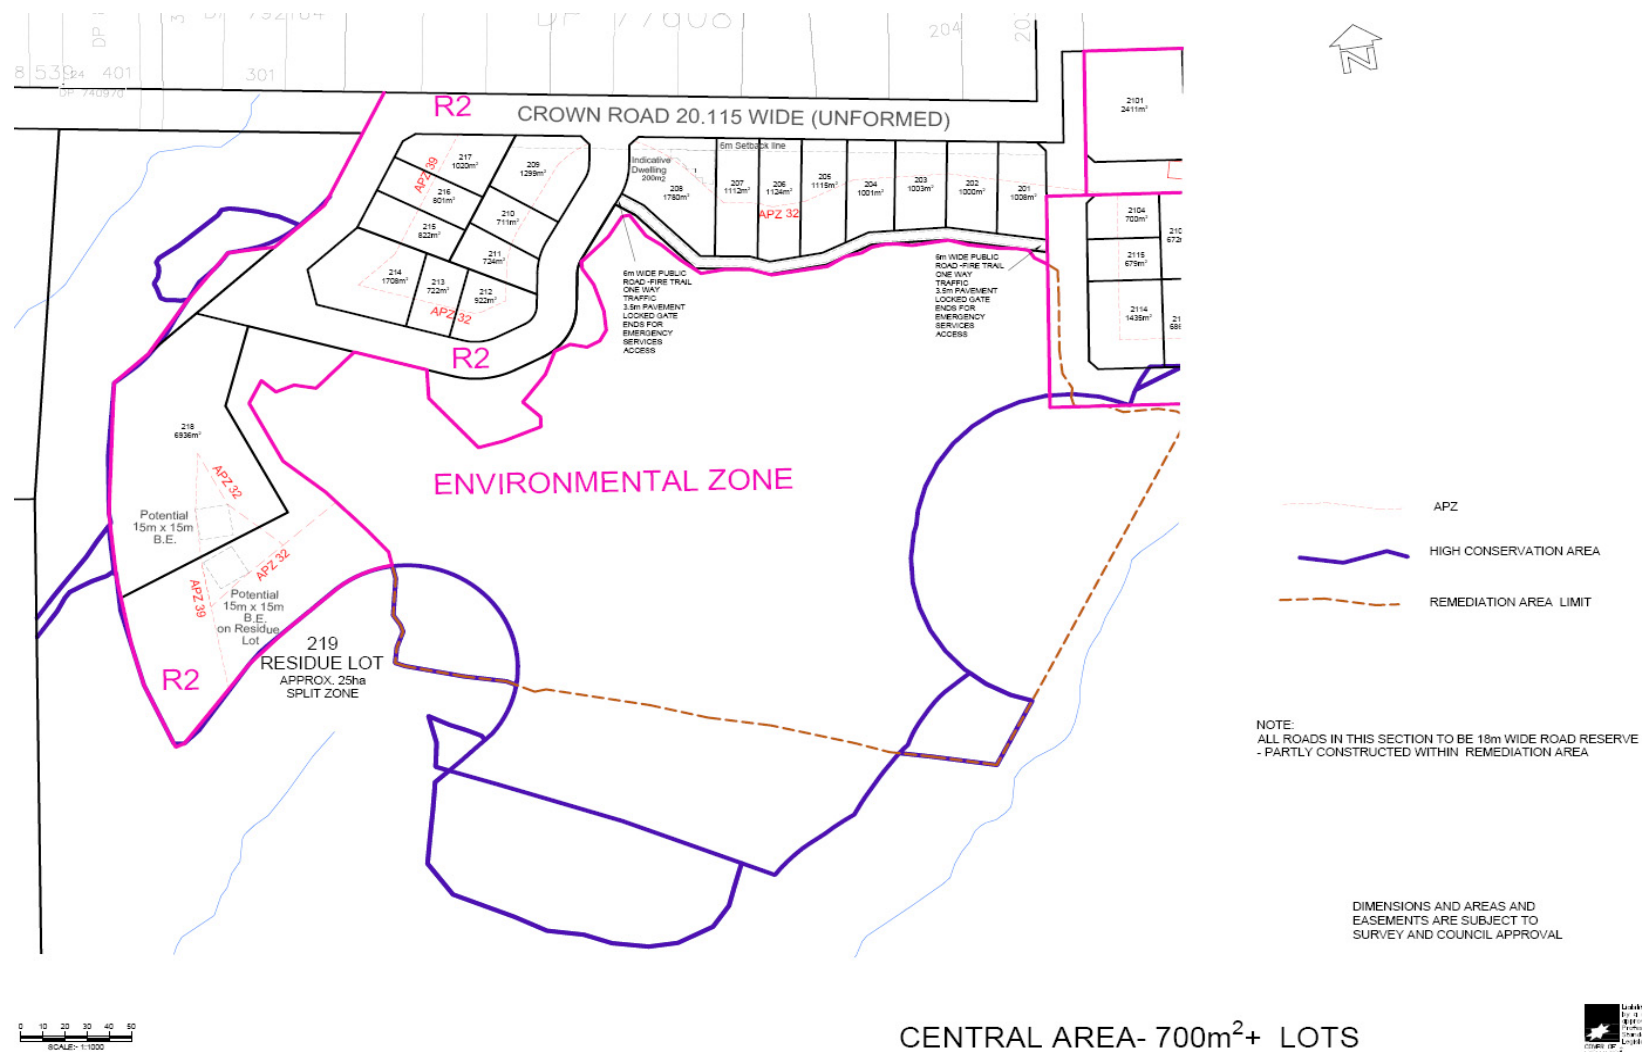 DP 77608
204
8 539
24
401
301
DP 740970
R2
CROWN ROAD 20.115 WIDE (UNFORMED)
2101
2411m²
6m Setback line
217
1020m²
APZ 39
216
801m²
215
822m²
214
1708m²
213
722m²
212
922m²
APZ 32
211
724m²
210
711m²
209
1299m²
Indicative
Dwelling
200m2
208
1780m²
207
1112m²
206
1124m²
APZ 32
205
1115m²
204
1001m²
203
1003m²
202
1000m²
201
1008m²
2104
700m²
2115
679m²
2114
1435m²
R2
6m WIDE PUBLIC
ROAD -FIRE TRAIL
ONE WAY
TRAFFIC
3.5m PAVEMENT
LOCKED GATE
ENDS FOR
EMERGENCY
SERVICES
ACCESS
6m WIDE PUBLIC
ROAD -FIRE TRAIL
ONE WAY
TRAFFIC
3.5m PAVEMENT
LOCKED GATE
ENDS FOR
EMERGENCY
SERVICES
ACCESS
218
6936m²
APZ 32
Potential
15m x 15m
B.E.
APZ 32
APZ 39
Potential
15m x 15m
B.E.
on Residue
Lot
R2
219
RESIDUE LOT
APPROX. 25ha
SPLIT ZONE
ENVIRONMENTAL ZONE
N
APZ
HIGH CONSERVATION AREA
REMEDIATION AREA LIMIT
NOTE:
ALL ROADS IN THIS SECTION TO BE 18m WIDE ROAD RESERVE
- PARTLY CONSTRUCTED WITHIN REMEDIATION AREA
DIMENSIONS AND AREAS AND
EASEMENTS ARE SUBJECT TO
SURVEY AND COUNCIL APPROVAL
0 10 20 30 40 50
SCALE:- 1:1000
CENTRAL AREA- 700m²+ LOTS